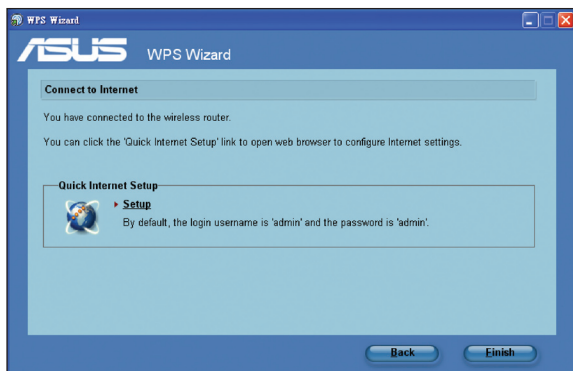 WPS Wizard
ASUS WPS Wizard
Connect to Internet
You have connected to the wireless router.
You can click the 'Quick Internet Setup' link to open web browser to configure Internet settings.
Quick Internet Setup
Setup
By default, the login username is 'admin' and the password is 'admin'.
Back Finish